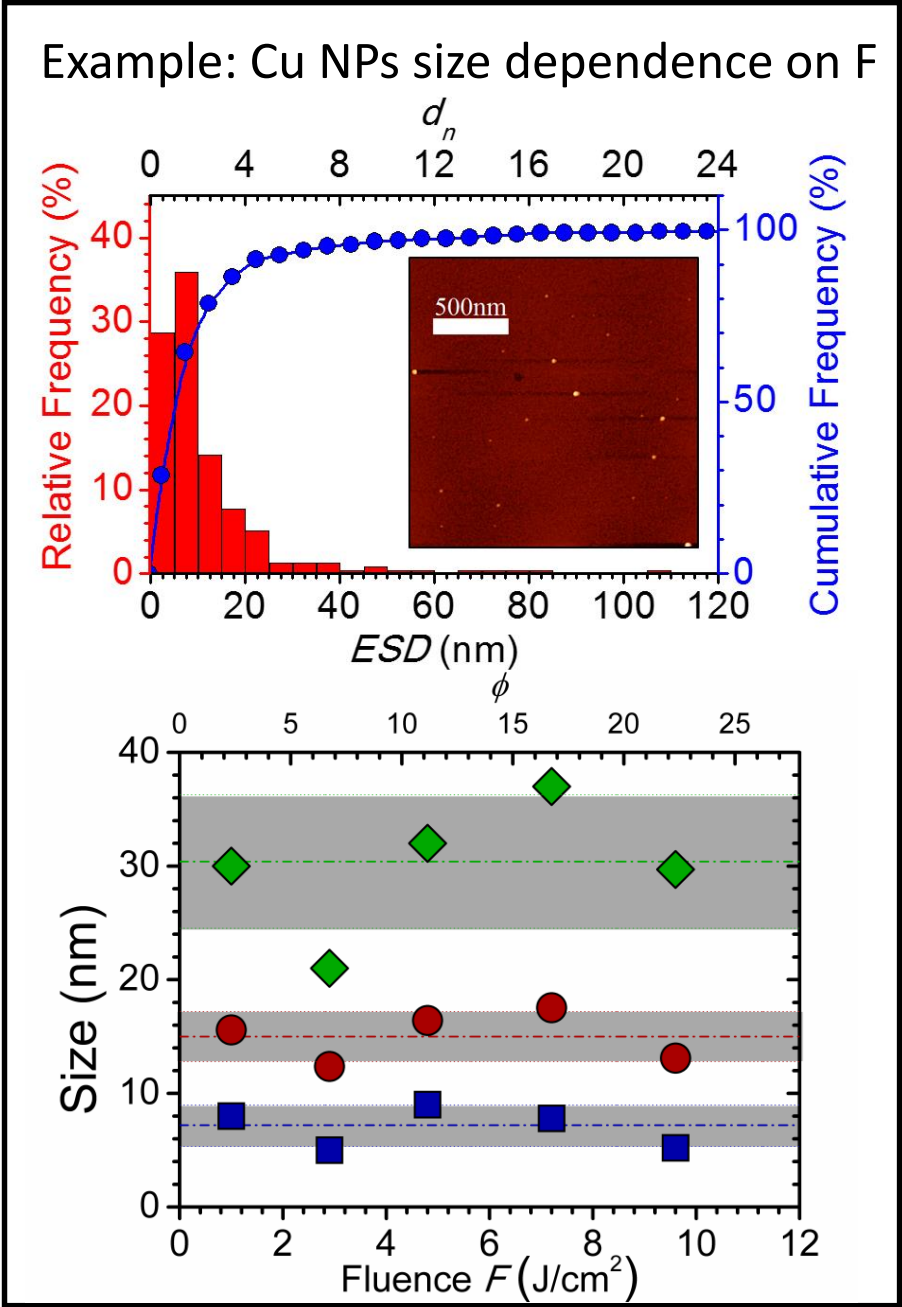 Example: Cu NPs size dependence on F
dn
0 4 8 12 16 20 24
Relative Frequency (%)
40
30
20
10
0
500nm
100
50
0
Cumulative Frequency (%)
0 20 40 60 80 100 120
ESD (nm)
ϕ
0 5 10 15 20 25
Size (nm)
40
30
20
10
0
0 2 4 6 8 10 12
Fluence F (J/cm²)